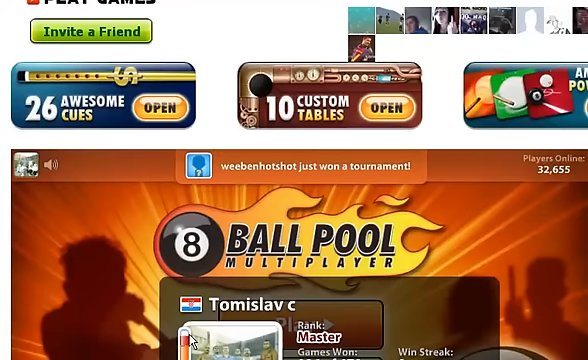 PLAY GAMES
Invite a Friend
26 AWESOME CUES
OPEN
10 CUSTOM TABLES
OPEN
weebenhotshot just won a tournament!
Players Online:
32,655
8 BALL POOL
MULTIPLAYER
Tomislav c
Rank:
Master
Games Won:
Win Streak: